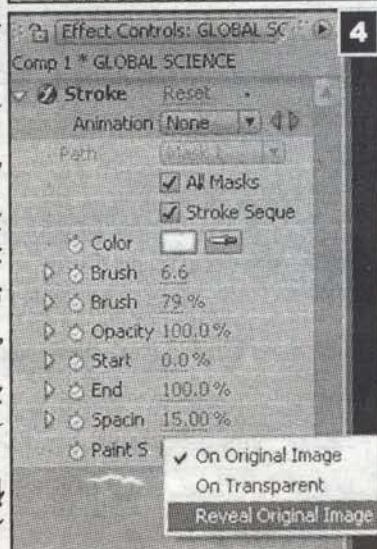 Effect Controls: GLOBAL SC
4
Comp 1 * GLOBAL SCIENCE
Stroke Reset
Animation None
Path Mask 1
All Masks
Stroke Seque
Color
Brush 6.6
Brush 79 %
Opacity 100.0 %
Start 0.0 %
End 100.0 %
Spacin 15.00 %
Paint S
On Original Image
On Transparent
Reveal Original Image